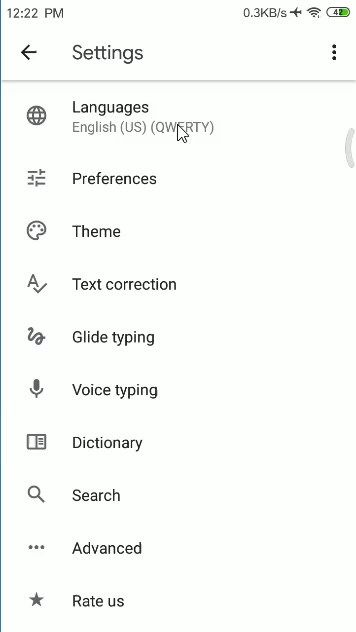 12:22 PM 0.3KB/s 42
Settings
Languages
English (US) (QWERTY)
Preferences
Theme
Text correction
Glide typing
Voice typing
Dictionary
Search
Advanced
Rate us